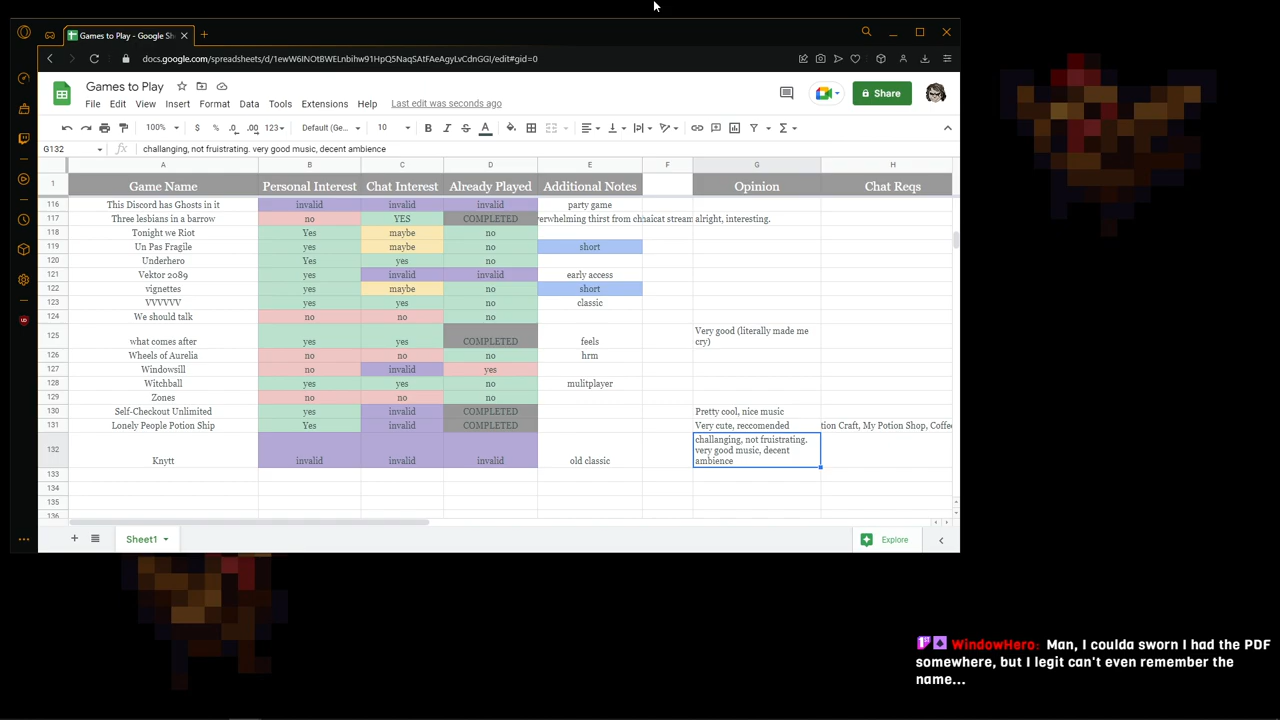 Games to Play - Google Sh
docs.google.com/spreadsheets/d/1ewW6INOtBWELnbihw91HpQ5NaqSAtFAeAgyLvCdnGGI/edit#gid=0
Games to Play
File Edit View Insert Format Data Tools Extensions Help Last edit was seconds ago
Share
100% $ % .0 .00 123 Default (Ge... 10 B I S A
G132 fx challanging, not fruistrating. very good music, decent ambience
A B C D E F G H
1 Game Name Personal Interest Chat Interest Already Played Additional Notes Opinion Chat Reqs
116 This Discord has Ghosts in it invalid invalid invalid party game
117 Three lesbians in a barrow no YES COMPLETED verwhelming thirst from chaicat stream alright, interesting.
118 Tonight we Riot Yes maybe no
119 Un Pas Fragile yes maybe no short
120 Underhero Yes yes no
121 Vektor 2089 yes invalid invalid early access
122 vignettes yes maybe no short
123 VVVVVV yes yes no classic
124 We should talk no no no
125 what comes after yes yes COMPLETED feels Very good (literally made me
cry)
126 Wheels of Aurelia no no no hrm
127 Windowsill no invalid yes
128 Witchball yes yes no mulitplayer
129 Zones no no no
130 Self-Checkout Unlimited yes invalid COMPLETED Pretty cool, nice music
131 Lonely People Potion Ship Yes invalid COMPLETED Very cute, reccomended tion Craft, My Potion Shop, Coffe
132 Knytt invalid invalid invalid old classic challanging, not fruistrating.
very good music, decent
ambience
133
134
135
136
Sheet1
Explore
WindowHero: Man, I coulda sworn I had the PDF
somewhere, but I legit can't even remember the
name...